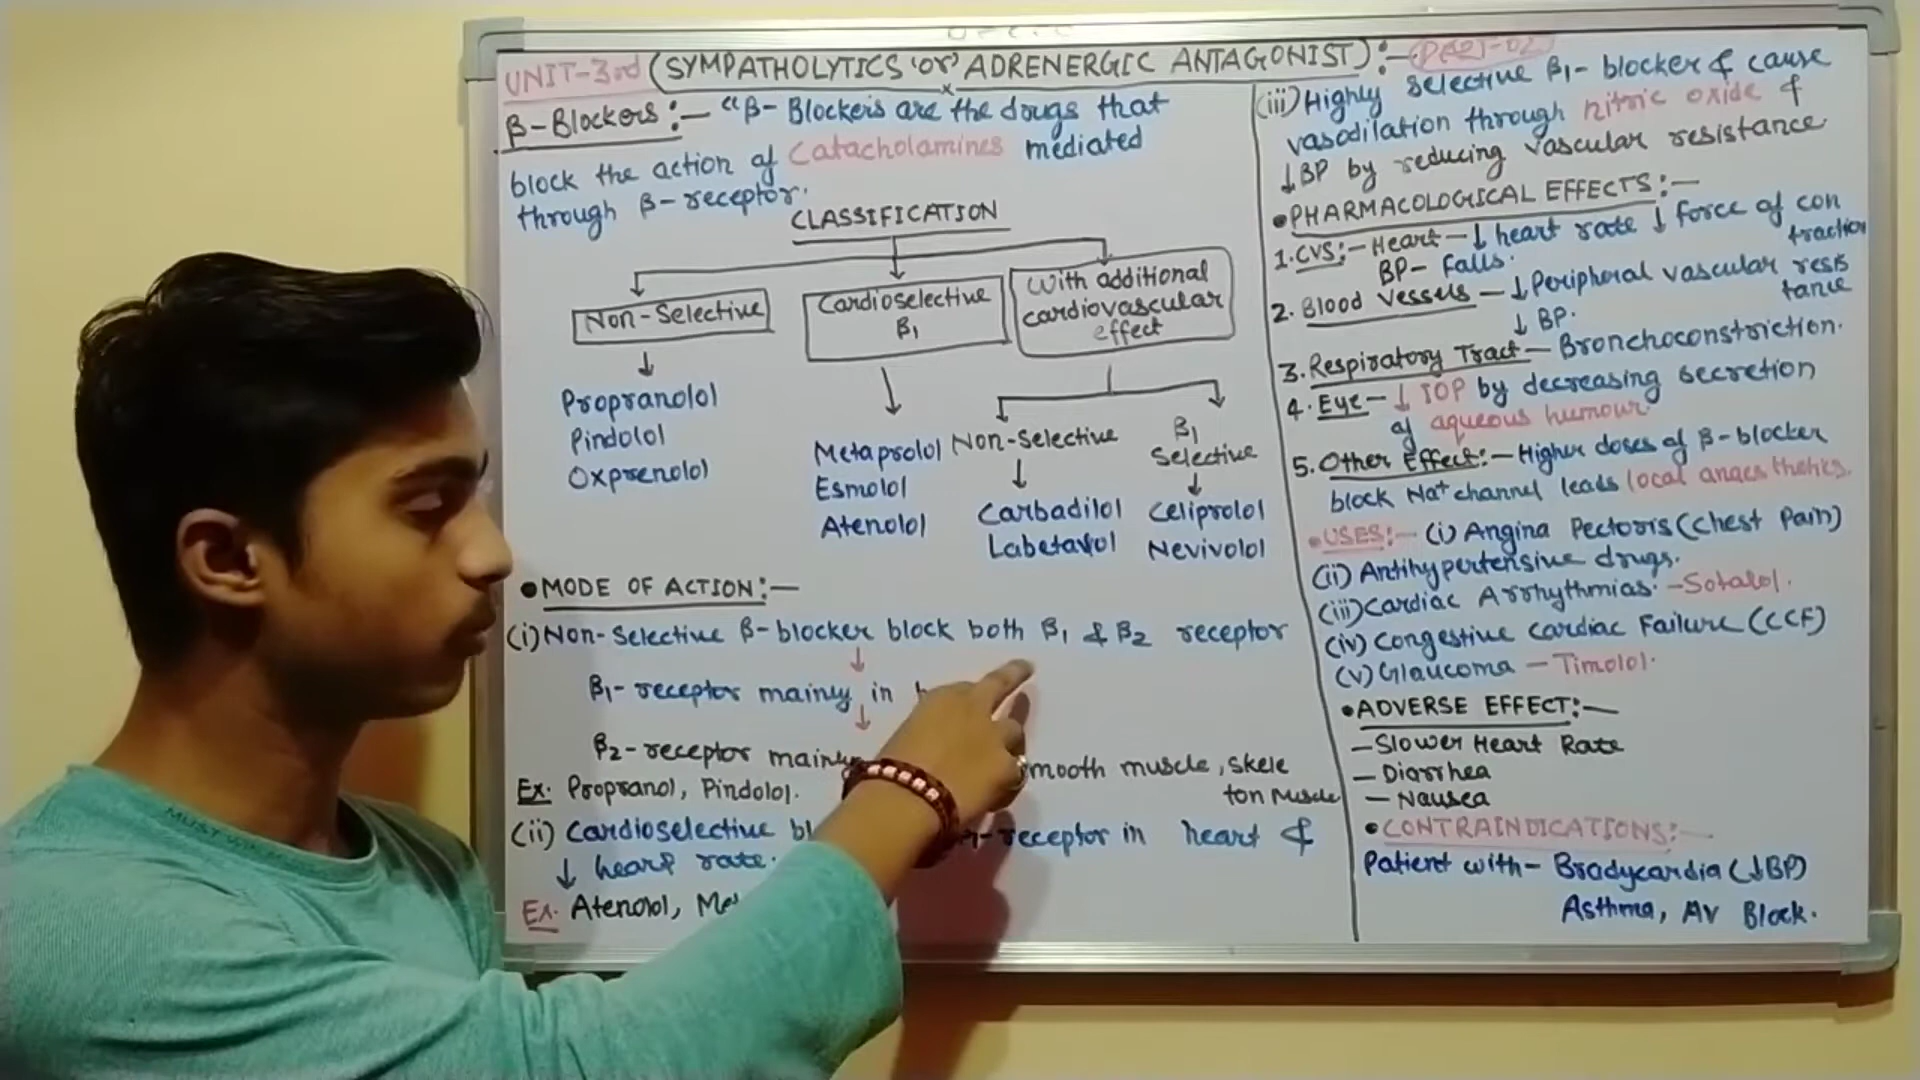 UNIT-3rd (SYMPATHOLYTICS 'or' ADRENERGIC ANTAGONIST):- PART-02
β-Blockers:- "β-Blockers are the drugs that
block the action of Catacholamines mediated
through β-receptor.
CLASSIFICATION
Non-Selective
Cardioselective
β₁
With additional
cardiovascular
effect
Propranolol
Pindolol
Oxprenolol
Metaprolol
Esmolol
Atenolol
Non-Selective
Carbadilol
Labetalol
β₁
Selective
Celiprolol
Nevivolol
•MODE OF ACTION:-
(i)Non-Selective β-blocker block both β₁ & β₂ receptor
↓
β₁-receptor mainly in
↓
β₂-receptor mainly smooth muscle, skele
ton Muscle
Ex. Propranol, Pindolol.
(ii) Cardioselective receptor in heart &
↓ heart rate.
Ex. Atenolol,
(iii)Highly selective β₁-blocker & cause
vasodilation through nitric oxide &
↓BP by reducing vascular resistance.
•PHARMACOLOGICAL EFFECTS:-
1.CVS:- Heart-↓ heart rate ↓ force of con
traction
BP- Falls.
2. Blood Vessels - ↓Peripheral vascular resis
tance
↓ BP.
3.Respiratory Tract- Bronchoconstriction.
4. Eye- ↓ IOP by decreasing secretion
of aqueous humour.
5.Other Effect:- Higher doses of β-blocker
block Na⁺ channel leads local anaesthetics.
•USES:- (i) Angina Pectoris (Chest Pain)
(ii) Antihypertensive drugs.
(iii)Cardiac Arrhythmias. -Sotalol.
(iv) Congestive Cardiac Failure (CCF)
(v)Glaucoma - Timolol.
•ADVERSE EFFECT:-
-Slower Heart Rate
- Diarrhea
- Nausea
•CONTRAINDICATIONS:-
Patient with- Bradycardia (↓BP)
Asthma, AV Block.